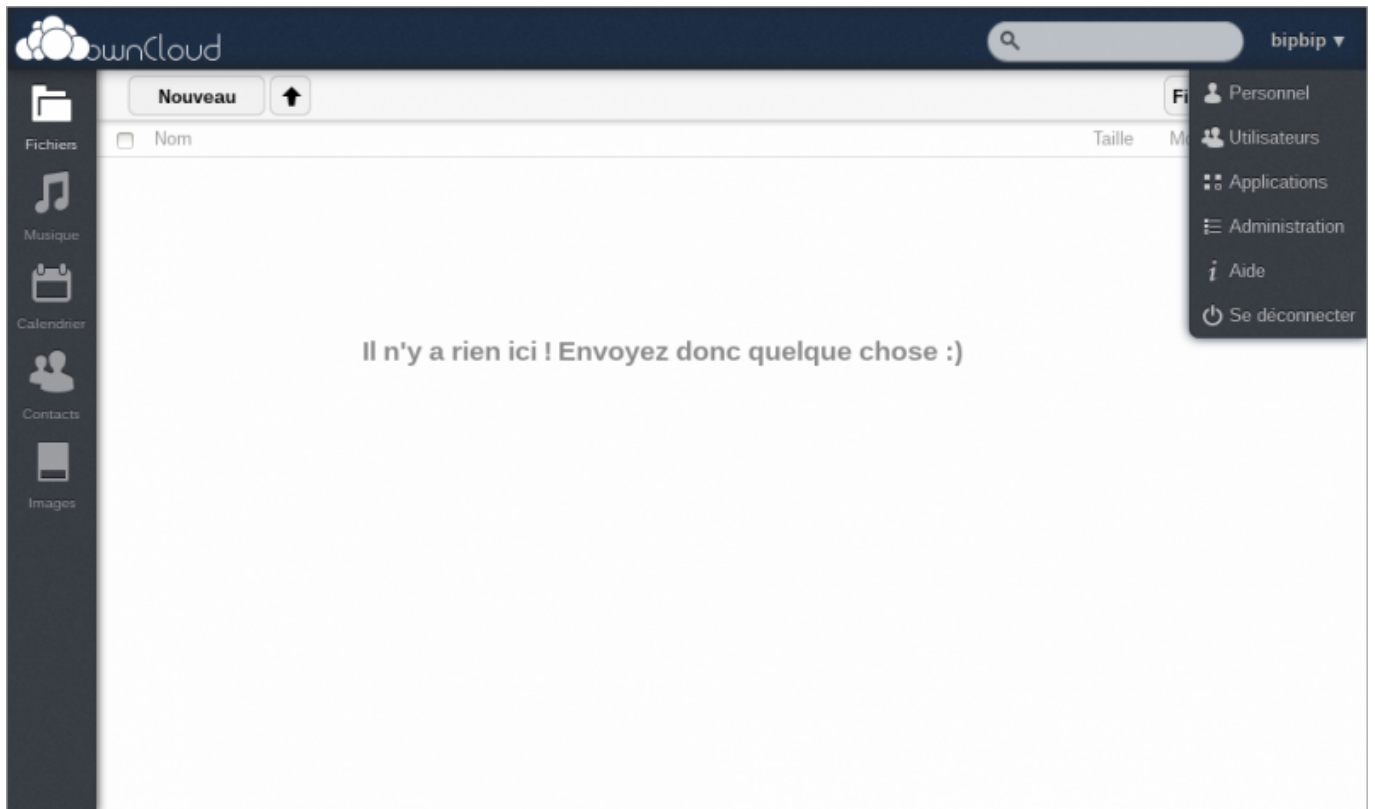 ownCloud
bipbip ▼
Fichiers
Musique
Calendrier
Contacts
Images
Nouveau
Nom
Taille
Il n'y a rien ici ! Envoyez donc quelque chose :)
Personnel
Utilisateurs
Applications
Administration
Aide
Se déconnecter